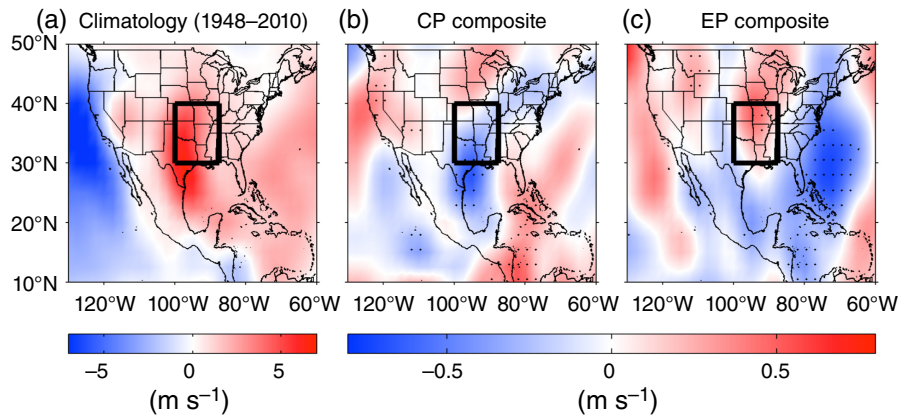 (a) Climatology (1948–2010)
(b) CP composite
(c) EP composite
50°N
40°N
30°N
20°N
10°N
120°W 100°W 80°W 60°W
120°W 100°W 80°W 60°W
120°W 100°W 80°W 60°W
−5 0 5
(m s⁻¹)
−0.5 0 0.5
(m s⁻¹)